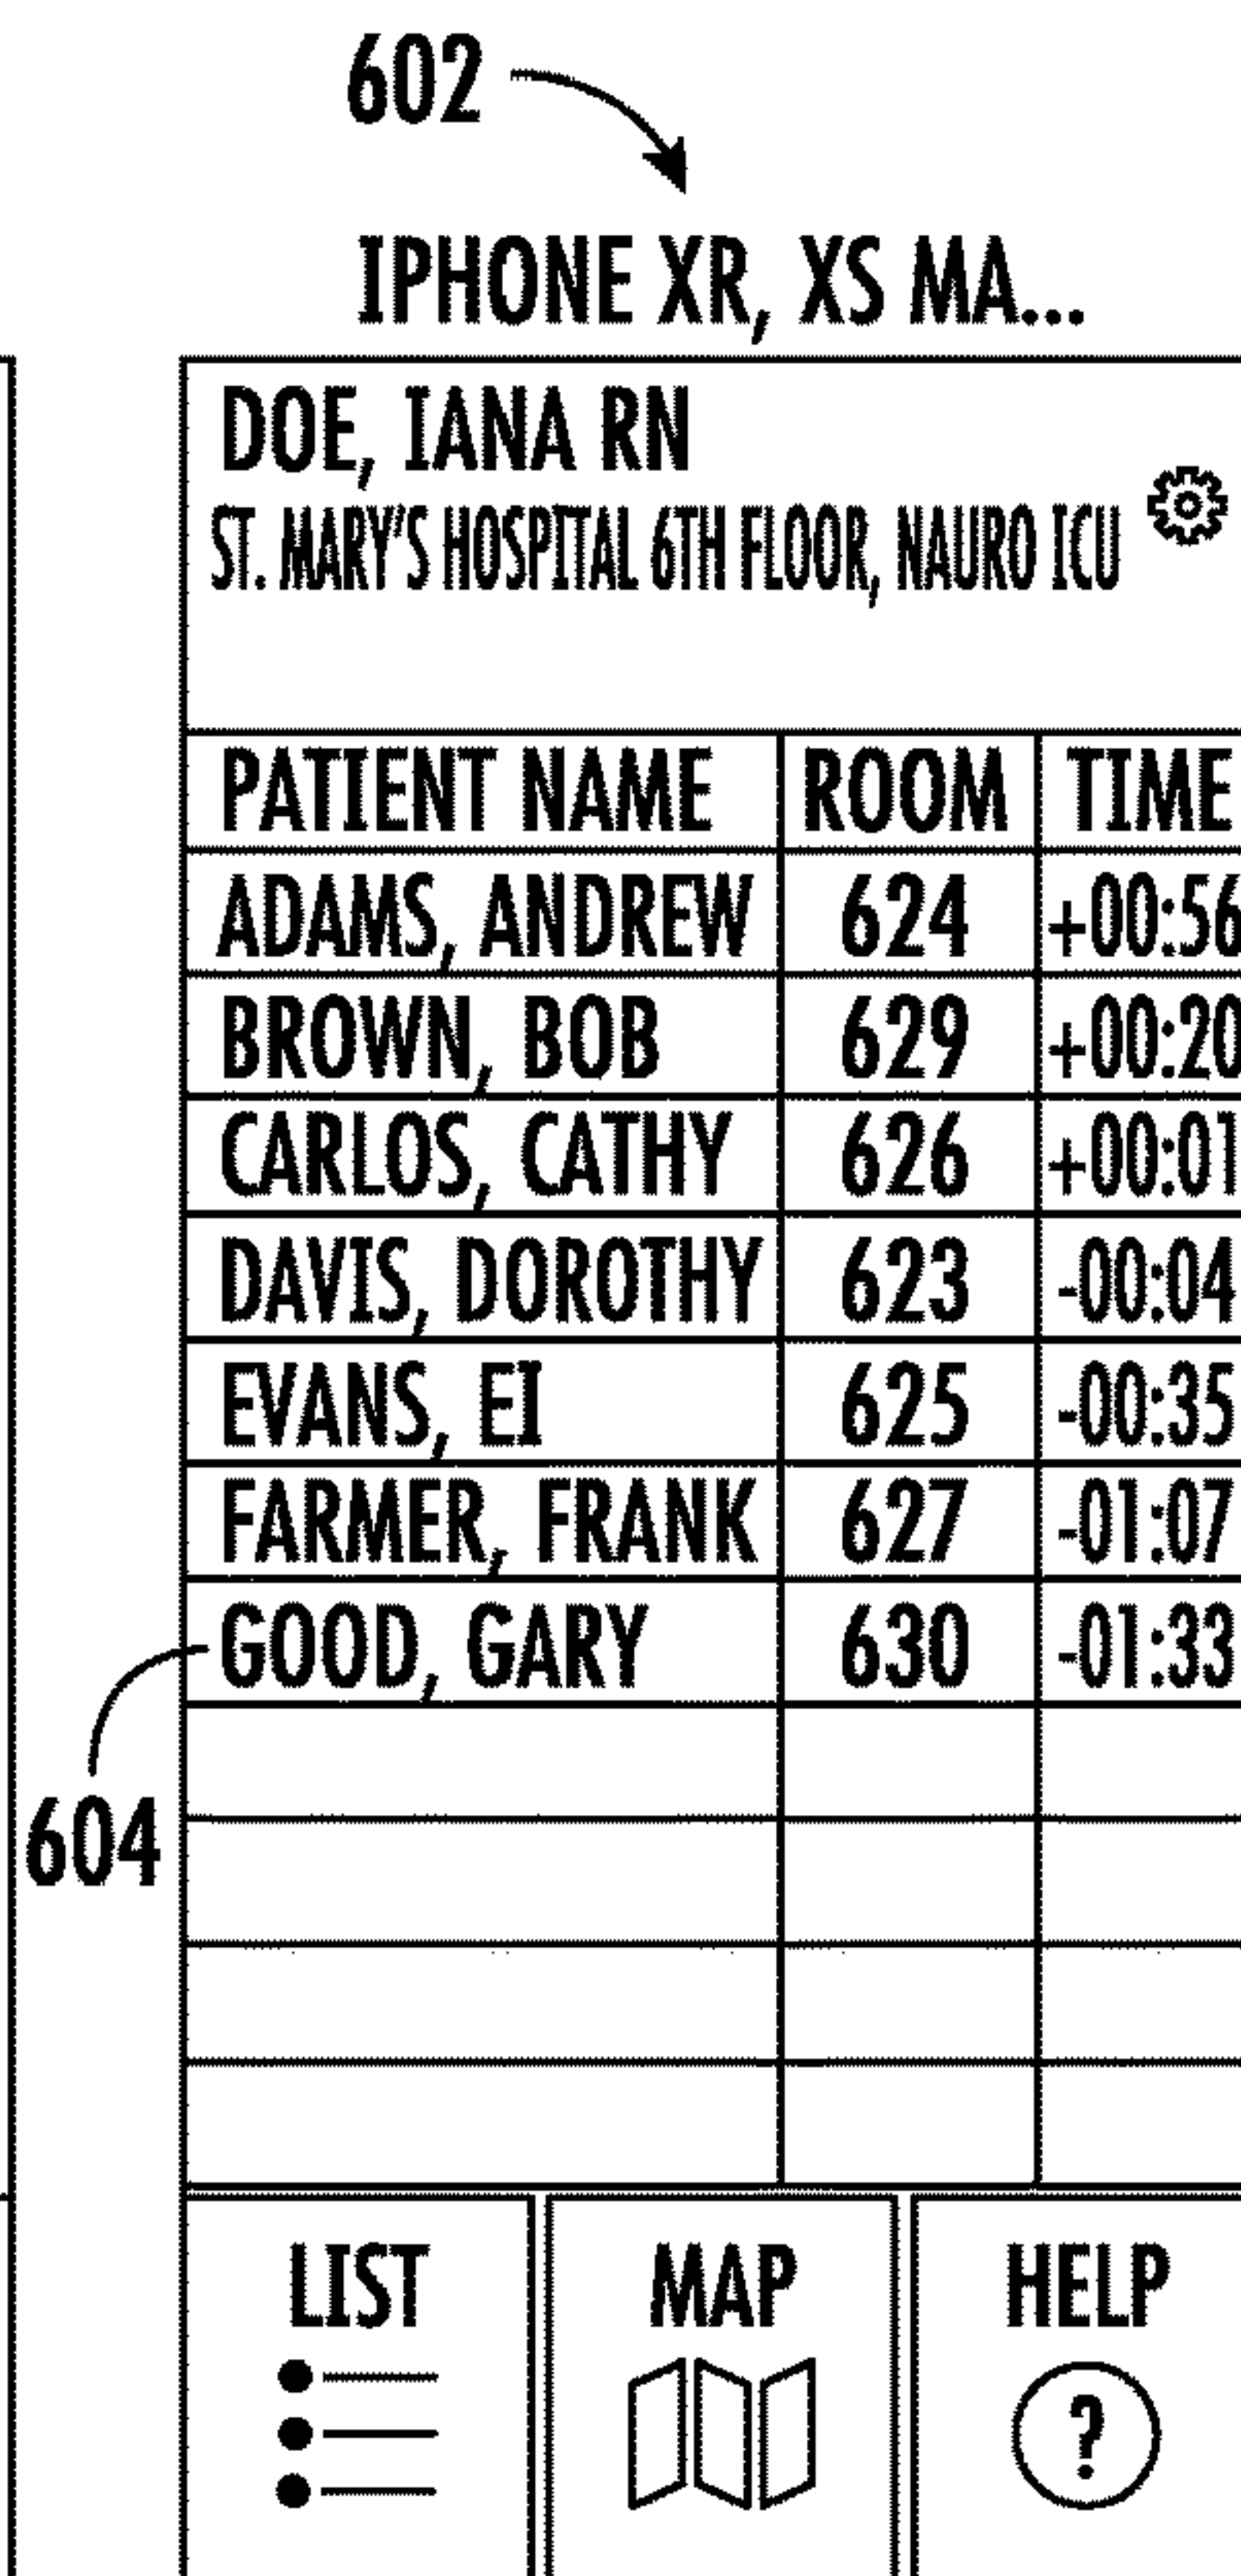 602
IPHONE XR, XS MA...
DOE, IANA RN
ST. MARY'S HOSPITAL 6TH FLOOR, NAURO ICU
PATIENT NAME ROOM TIME
ADAMS, ANDREW 624 +00:56
BROWN, BOB 629 +00:20
CARLOS, CATHY 626 +00:01
DAVIS, DOROTHY 623 -00:04
EVANS, EI 625 -00:35
FARMER, FRANK 627 -01:07
GOOD, GARY 630 -01:33
604
LIST MAP HELP
?